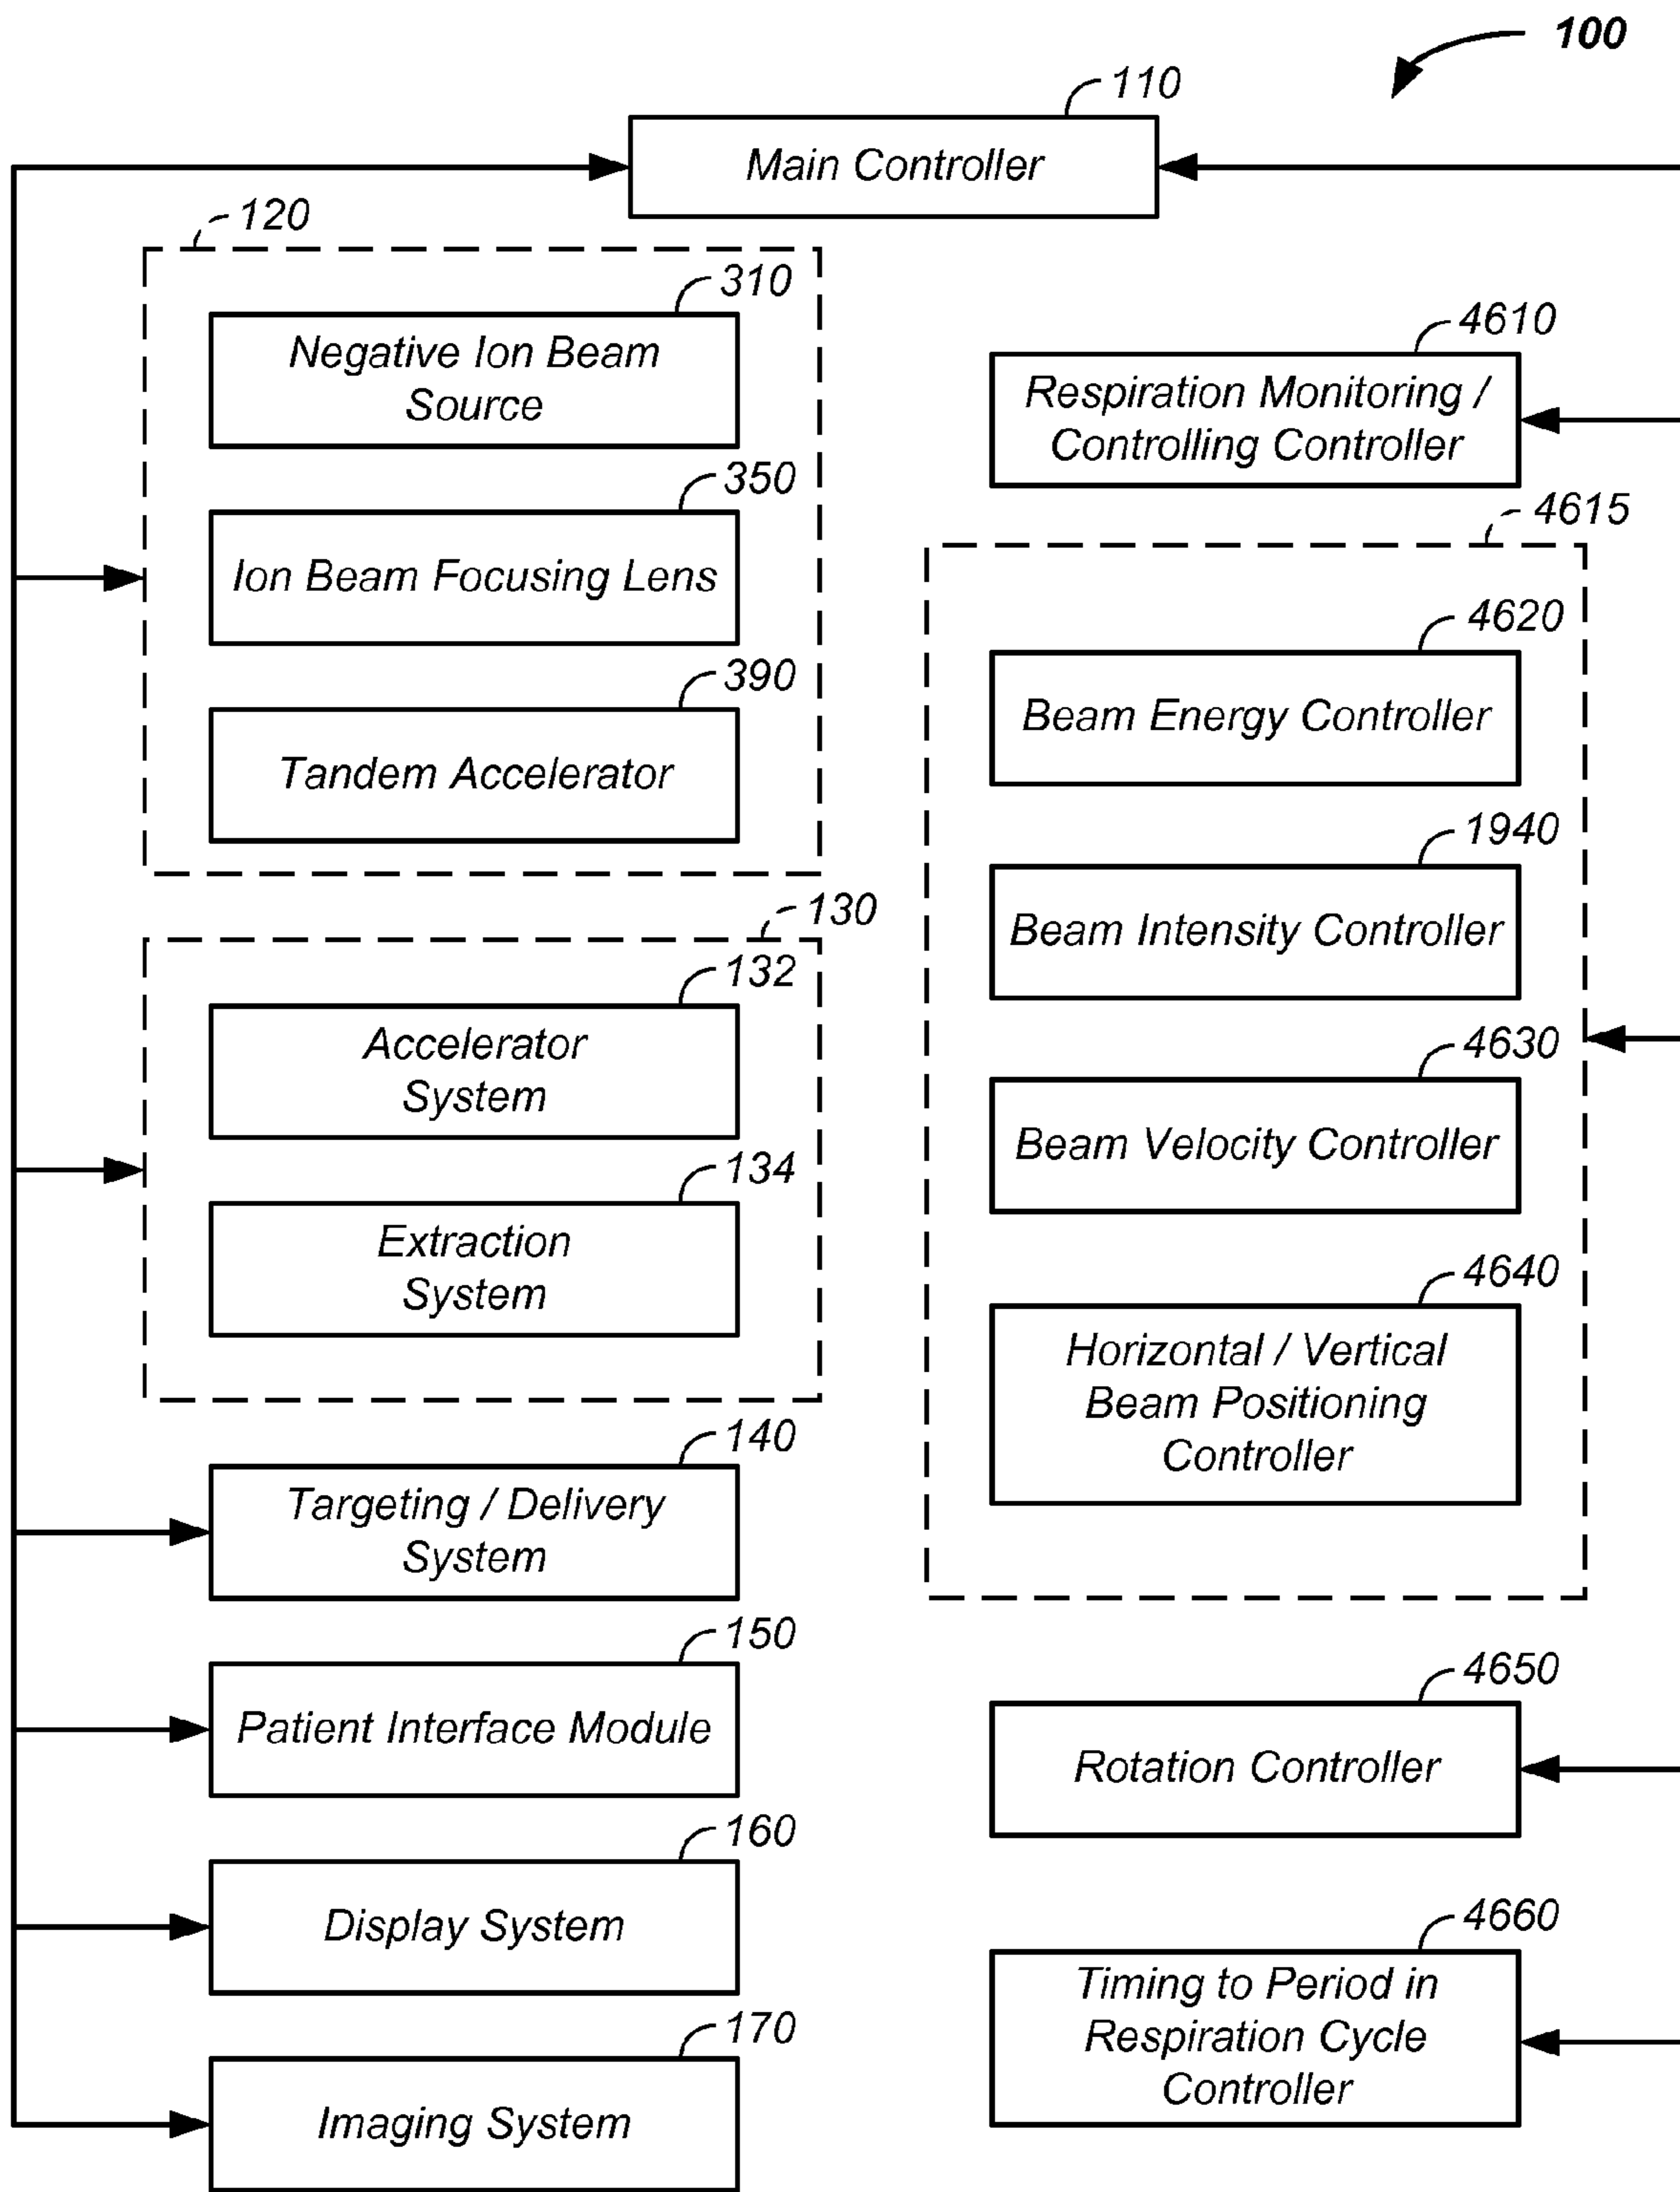 100
110
Main Controller
120
310
Negative Ion Beam
Source
350
Ion Beam Focusing Lens
390
Tandem Accelerator
130
132
Accelerator
System
134
Extraction
System
140
Targeting / Delivery
System
150
Patient Interface Module
160
Display System
170
Imaging System
4610
Respiration Monitoring /
Controlling Controller
4615
4620
Beam Energy Controller
1940
Beam Intensity Controller
4630
Beam Velocity Controller
4640
Horizontal / Vertical
Beam Positioning
Controller
4650
Rotation Controller
4660
Timing to Period in
Respiration Cycle
Controller